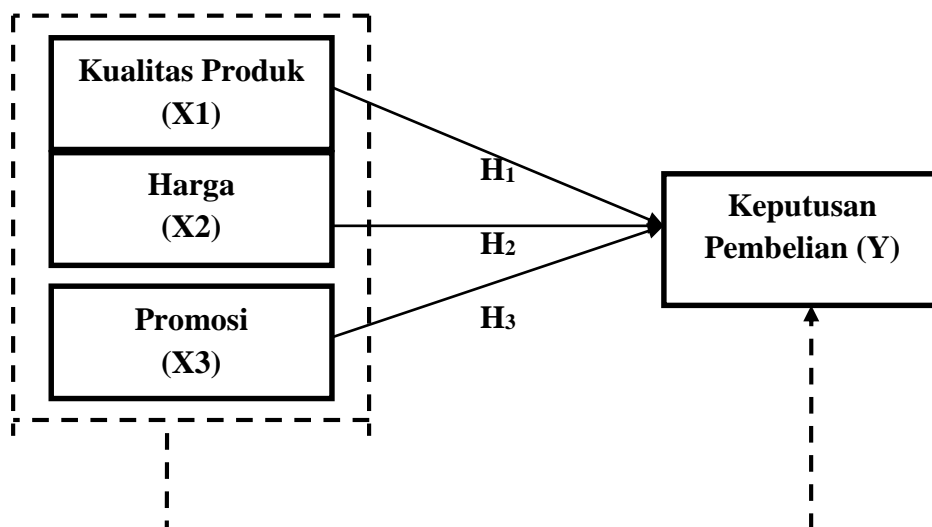 Kualitas Produk
(X1)
Harga
(X2)
Promosi
(X3)
H1
H2
H3
Keputusan
Pembelian (Y)